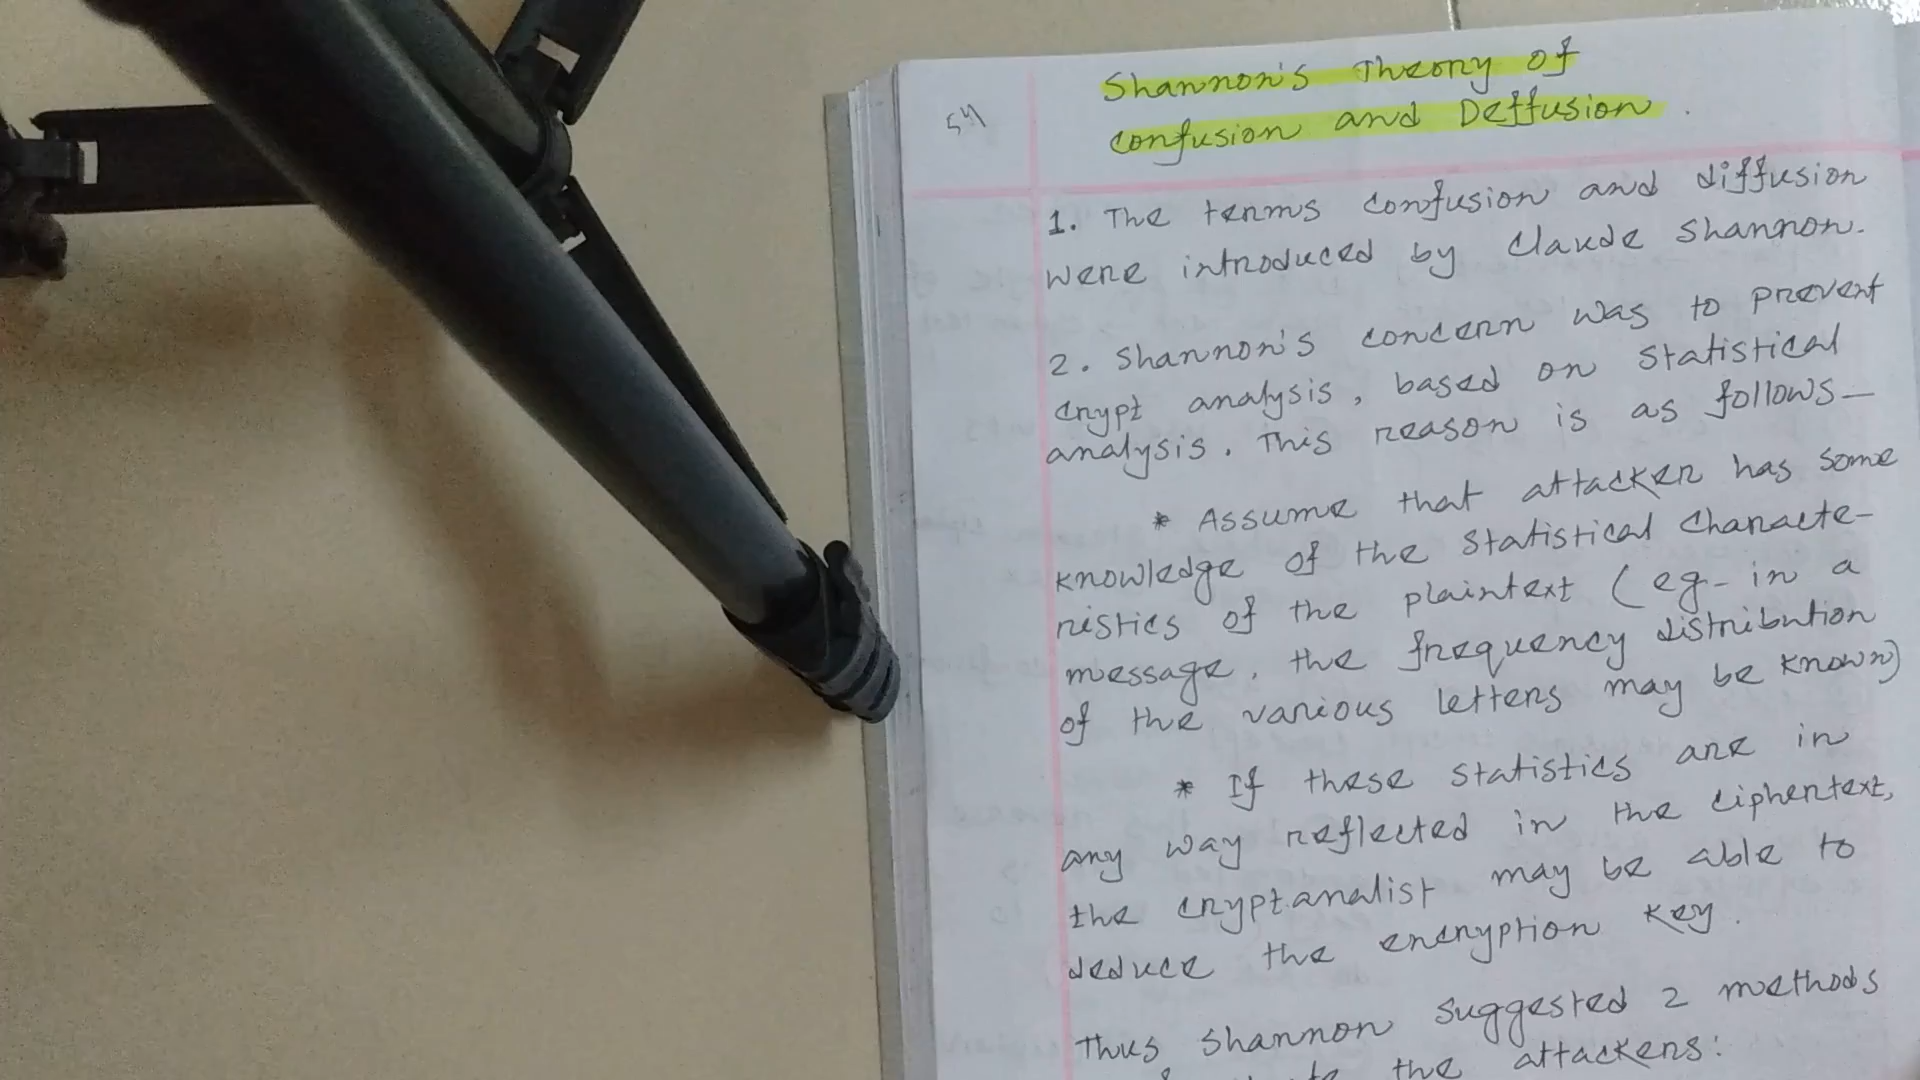 54
Shannon's Theory of
Confusion and Deffusion.
1. The terms confusion and diffusion
were introduced by Claude Shannon.
2. Shannon's concern was to prevent
crypt analysis, based on statistical
analysis. This reason is as follows—
* Assume that attacker has some
knowledge of the statistical characte-
ristics of the plaintext (eg- in a
message, the frequency distribution
of the various letters may be known)
* If these statistics are in
any way reflected in the ciphertext,
the cryptanalist may be able to
deduce the encryption key.
Thus Shannon suggested 2 methods
the attackers: